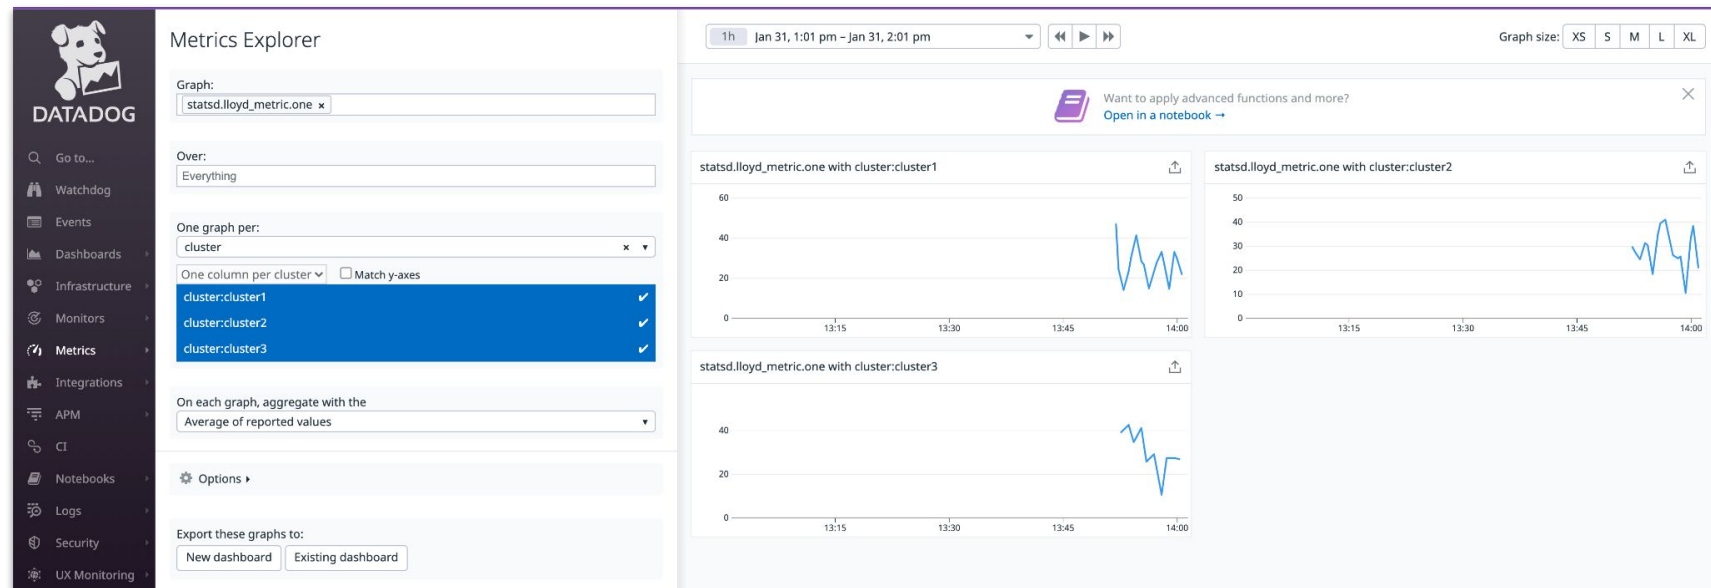 DATADOG
Go to...
Watchdog
Events
Dashboards
Infrastructure
Monitors
Metrics
Integrations
APM
CI
Notebooks
Logs
Security
UX Monitoring
Metrics Explorer
Graph:
statsd.lloyd_metric.one ×
Over:
Everything
One graph per:
cluster
One column per cluster
Match y-axes
cluster:cluster1
cluster:cluster2
cluster:cluster3
On each graph, aggregate with the
Average of reported values
Options
Export these graphs to:
New dashboard
Existing dashboard
1h Jan 31, 1:01 pm – Jan 31, 2:01 pm
Graph size: XS S M L XL
Want to apply advanced functions and more?
Open in a notebook →
statsd.lloyd_metric.one with cluster:cluster1
60
40
20
0
13:15 13:30 13:45 14:00
statsd.lloyd_metric.one with cluster:cluster2
50
40
30
20
10
0
13:15 13:30 13:45 14:00
statsd.lloyd_metric.one with cluster:cluster3
40
20
0
13:15 13:30 13:45 14:00